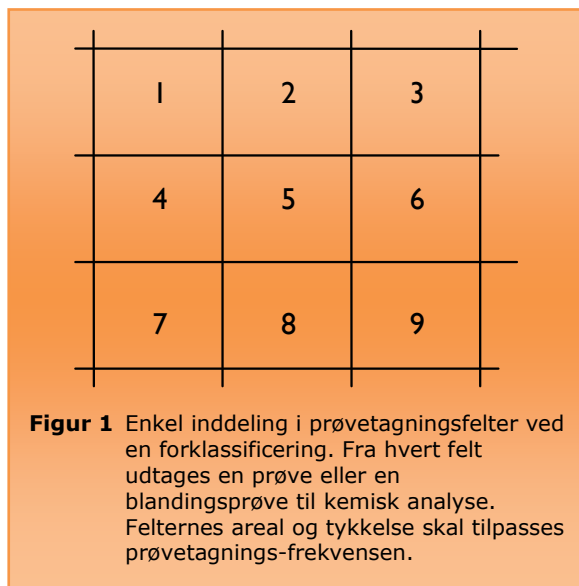 1 2 3
4 5 6
7 8 9
Figur 1 Enkel inddeling i prøvetagningsfelter ved
en forklassificering. Fra hvert felt
udtages en prøve eller en
blandingsprøve til kemisk analyse.
Felternes areal og tykkelse skal tilpasses
prøvetagnings-frekvensen.